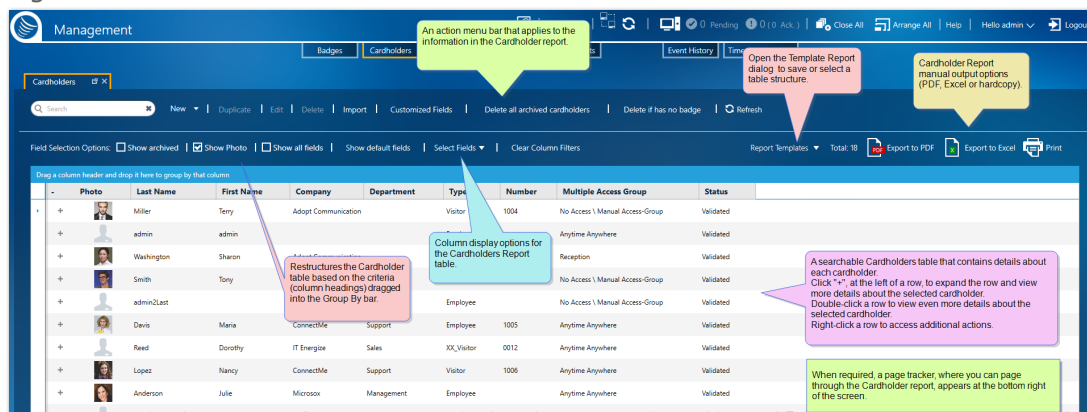 Management
0 Pending 0 ( 0 Ack. ) Close All Arrange All Help Hello admin Logou
Badges Cardholders Event History Time
An action menu bar that applies to the
information in the Cardholder report.
Open to the Template Report
dialog to save or select a
table structure.
Cardholder Report
manual output options
(PDF, Excel or hardcopy).
Cardholders
Search New Duplicate Edit Delete Import Customized Fields Delete all archived cardholders Delete if has no badge Refresh
Field Selection Options: Show archived Show Photo Show all fields Show default fields Select Fields Clear Column Filters Report Templates Total: 18 PDF Export to PDF Export to Excel Print
Drag a column header and drop it here to group by that column
- Photo Last Name First Name Company Department Type Number Multiple Access Group Status
+ Miller Terry Adopt Communication Visitor 1004 No Access \ Manual Access-Group Validated
+ admin admin Anytime Anywhere Validated
+ Washington Sharon Reception Validated
+ Smith Tony No Access \ Manual Access-Group Validated
+ admin2Last Employee No Access \ Manual Access-Group Validated
+ Davis Maria ConnectMe Support Employee 1005 Anytime Anywhere Validated
+ Reed Dorothy IT Energize Sales XX_Visitor 0012 Anytime Anywhere Validated
+ Lopez Nancy ConnectMe Support Visitor 1006 Anytime Anywhere Validated
+ Anderson Julie Microsox Management Employee Anytime Anywhere Validated
Column display options for
the Cardholders Report
table.
Restructures the Cardholder
table based on the criteria
(column headings) dragged
into the Group By bar.
A searchable Cardholders table that contains details about
each cardholder.
Click "+", at the left of a row, to expand the row and view
more details about the selected cardholder.
Double-click a row to view even more details about the
selected cardholder.
Right-click a row to access additional actions.
When required, a page tracker, where you can page
through the Cardholder report, appears at the bottom right
of the screen.